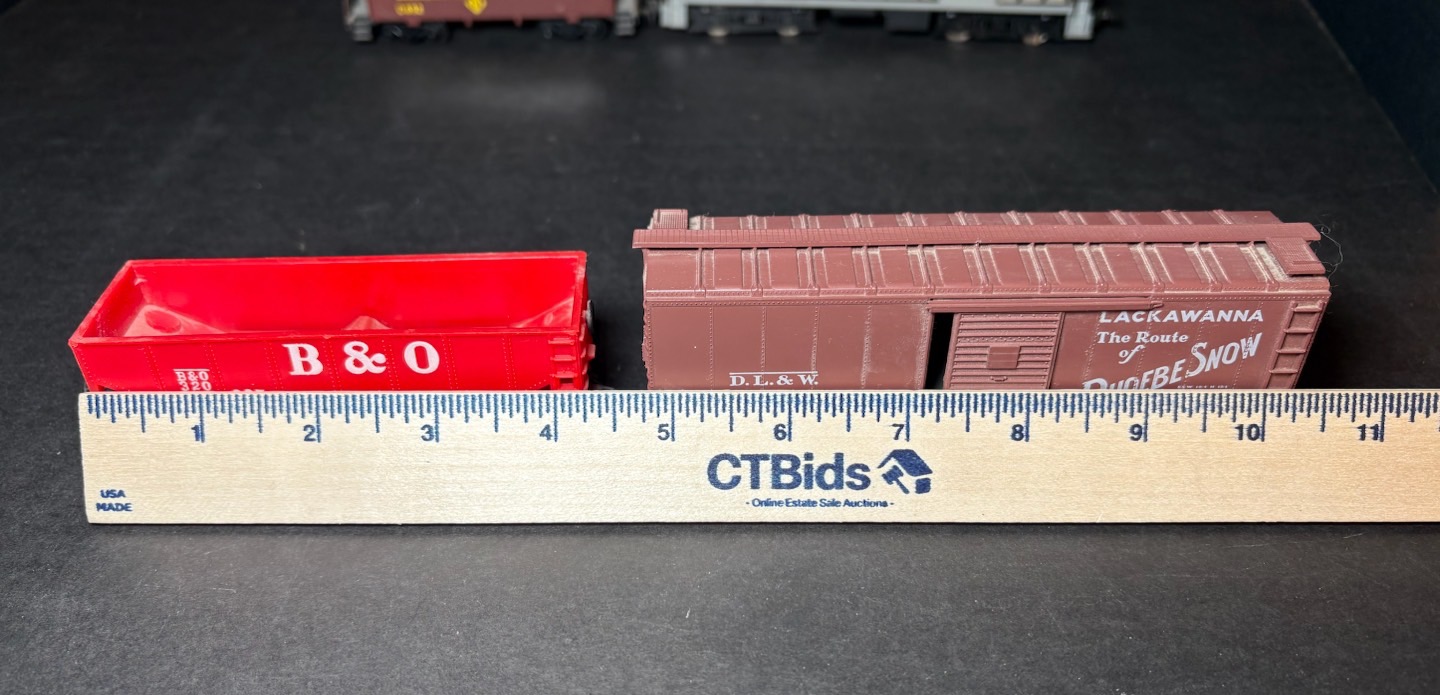 B & O
B&O
320
LACKAWANNA
The Route
of
PHOEBE SNOW
D. L. & W.
1 2 3 4 5 6 7 8 9 10 11
CTBids
- Online Estate Sale Auctions -
USA
MADE